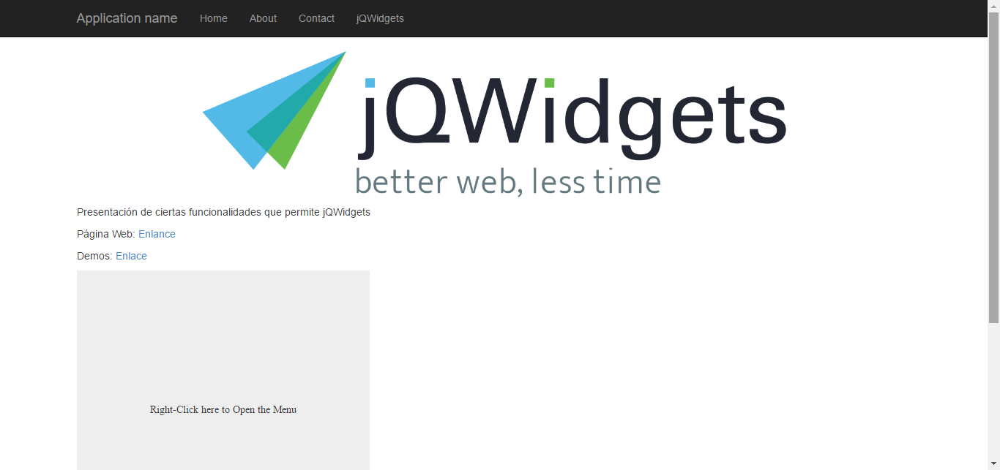 Application name Home About Contact jQWidgets
jQWidgets
better web, less time
Presentación de ciertas funcionalidades que permite jQWidgets
Página Web: Enlance
Demos: Enlace
Right-Click here to Open the Menu